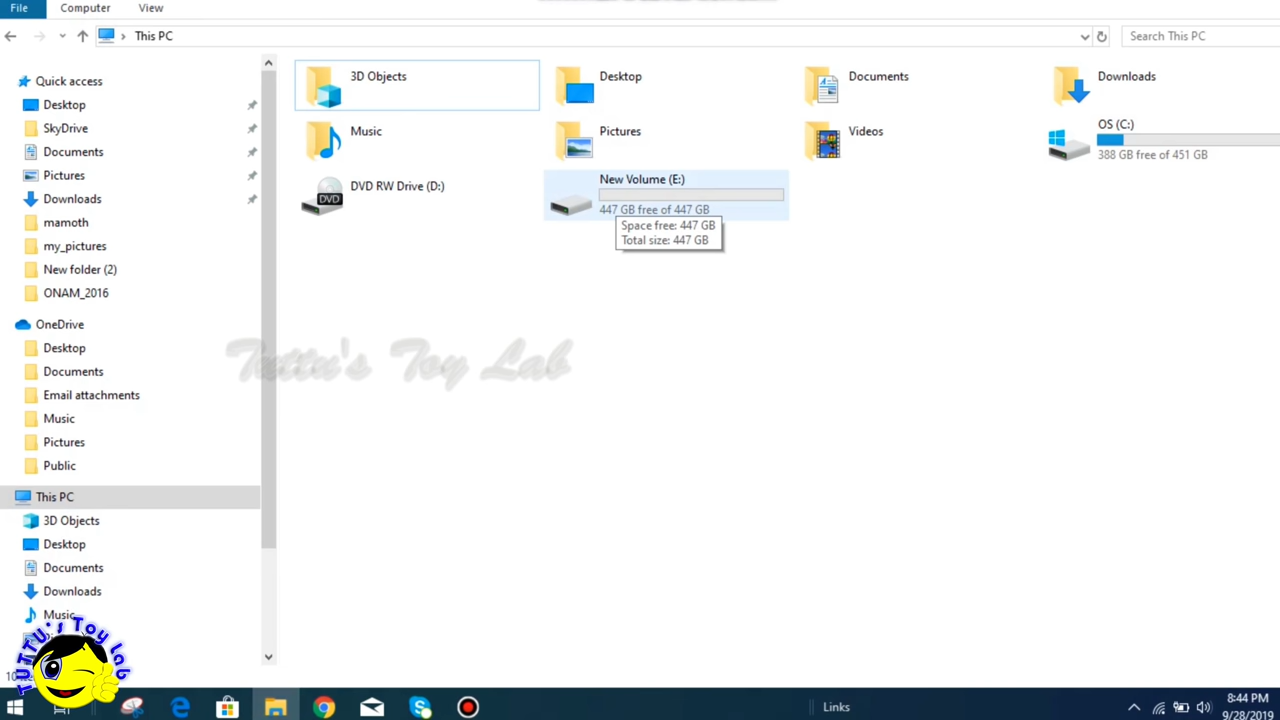 File Computer View
This PC Search This PC
Quick access
Desktop
SkyDrive
Documents
Pictures
Downloads
mamoth
my_pictures
New folder (2)
ONAM_2016
OneDrive
Desktop
Documents
Email attachments
Music
Pictures
Public
This PC
3D Objects
Desktop
Documents
Downloads
Music
3D Objects Desktop Documents Downloads
Music Pictures Videos OS (C:)
388 GB free of 451 GB
DVD RW Drive (D:) New Volume (E:)
DVD
447 GB free of 447 GB
Space free: 447 GB
Total size: 447 GB
Tuttu's Toy Lab
TUTTU'S TOY Lab
Links
8:44 PM
9/28/2019